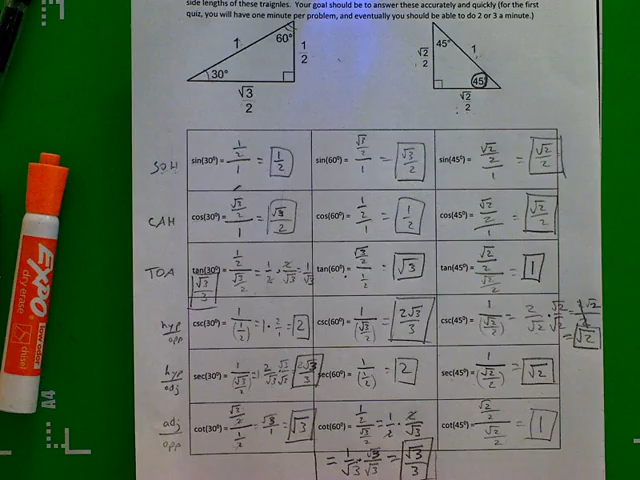 side lengths of these traignles. Your goal should be to answer these accurately and quickly (for the first
quiz, you will have one minute per problem, and eventually you should be able to do 2 or 3 a minute.)
1 60° 1/2 30° √3/2
√2/2 45° 1 45 √2/2
SOH sin(30°)= (1/2)/1 = 1/2 sin(60°)= (√3/2)/1 = √3/2 sin(45°)= (√2/2)/1 = √2/2
CAH cos(30°)= (√3/2)/1 = √3/2 cos(60°)= (1/2)/1 = 1/2 cos(45°)= (√2/2)/1 = √2/2
TOA tan(30°)= (1/2)/(√3/2) = 1/2 · 2/√3 = 1/√3 tan(60°)= (√3/2)/(1/2) = √3 tan(45°)= (√2/2)/(√2/2) = 1
hyp/opp csc(30°)= 1/(1/2) = 1 · 2/1 = 2 csc(60°)= 1/(√3/2) = 2√3/3 csc(45°)= 1/(√2/2) = 2/√2 · √2/√2 = 2√2/2
= √2
hyp/adj sec(30°)= 1/(√3/2) = 1 2/√3 √3/√3 2√3/3 sec(60°)= 1/(1/2) = 2 sec(45°)= 1/(√2/2) = √2
adj/opp cot(30°)= (√3/2)/(1/2) = √3/1 = √3 cot(60°)= (1/2)/(√3/2) = 1/2 · 2/√3 cot(45°)= (√2/2)/(√2/2) = 1
= 1/√3 · √3/√3 = √3/3
EXPO
dry erase
low odor
chisel
A4